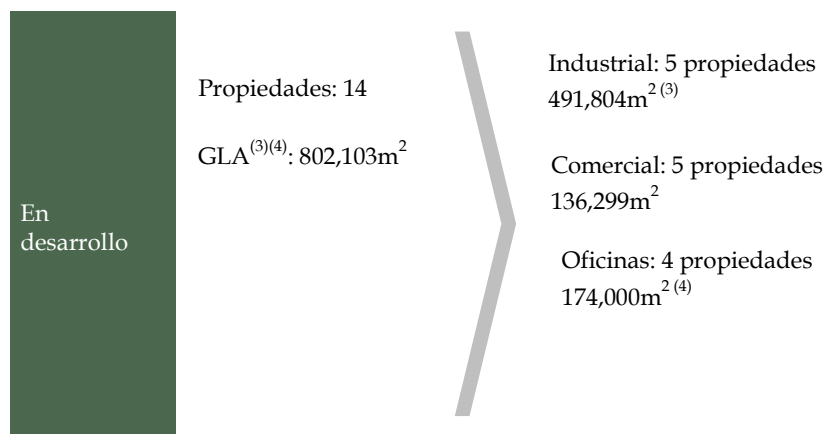 En
desarrollo
Propiedades: 14
GLA(3)(4): 802,103m2
Industrial: 5 propiedades
491,804m2 (3)
Comercial: 5 propiedades
136,299m2
Oficinas: 4 propiedades
174,000m2 (4)